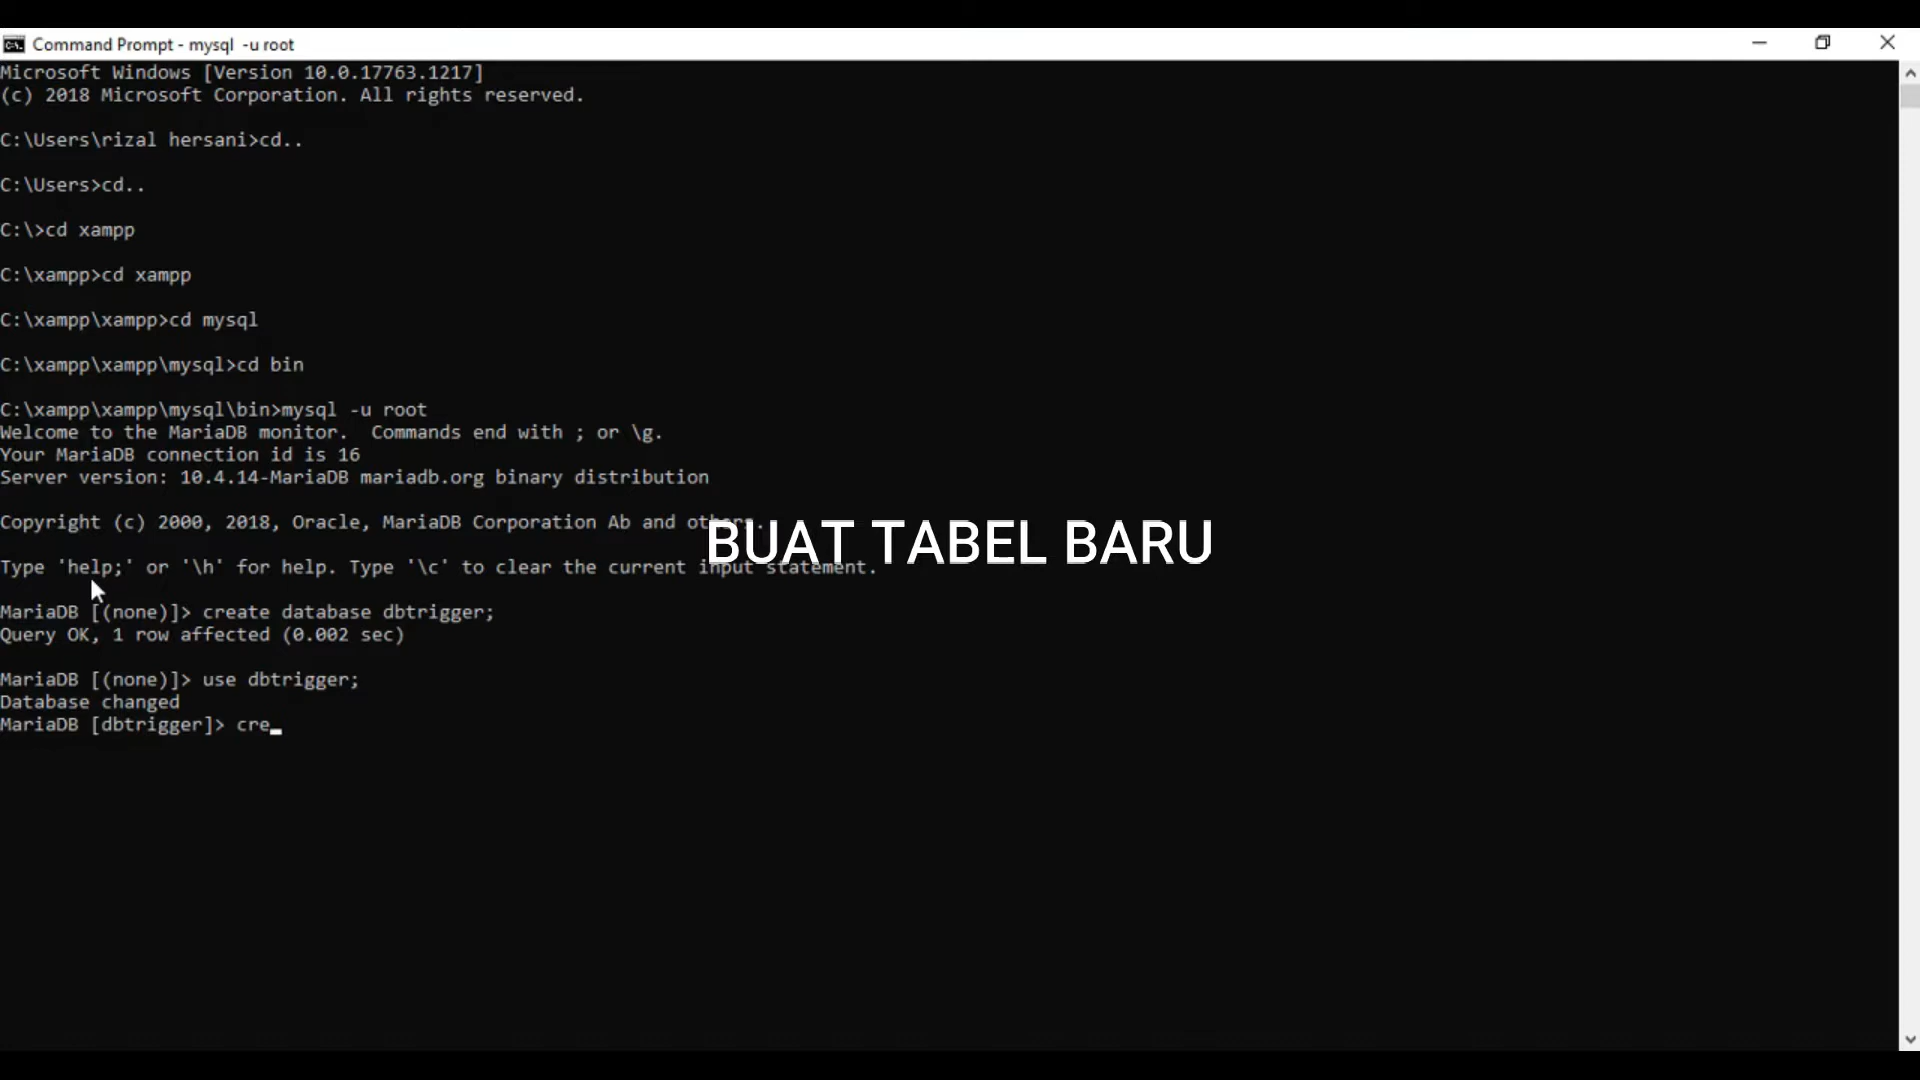 Command Prompt - mysql  -u root
Microsoft Windows [Version 10.0.17763.1217]
(c) 2018 Microsoft Corporation. All rights reserved.
C:\Users\rizal hersani>cd..
C:\Users>cd..
C:\>cd xampp
C:\xampp>cd xampp
C:\xampp\xampp>cd mysql
C:\xampp\xampp\mysql>cd bin
C:\xampp\xampp\mysql\bin>mysql -u root
Welcome to the MariaDB monitor.  Commands end with ; or \g.
Your MariaDB connection id is 16
Server version: 10.4.14-MariaDB mariadb.org binary distribution
Copyright (c) 2000, 2018, Oracle, MariaDB Corporation Ab and others.
BUAT TABEL BARU
Type 'help;' or '\h' for help. Type '\c' to clear the current input statement.
MariaDB [(none)]> create database dbtrigger;
Query OK, 1 row affected (0.002 sec)
MariaDB [(none)]> use dbtrigger;
Database changed
MariaDB [dbtrigger]> cre_